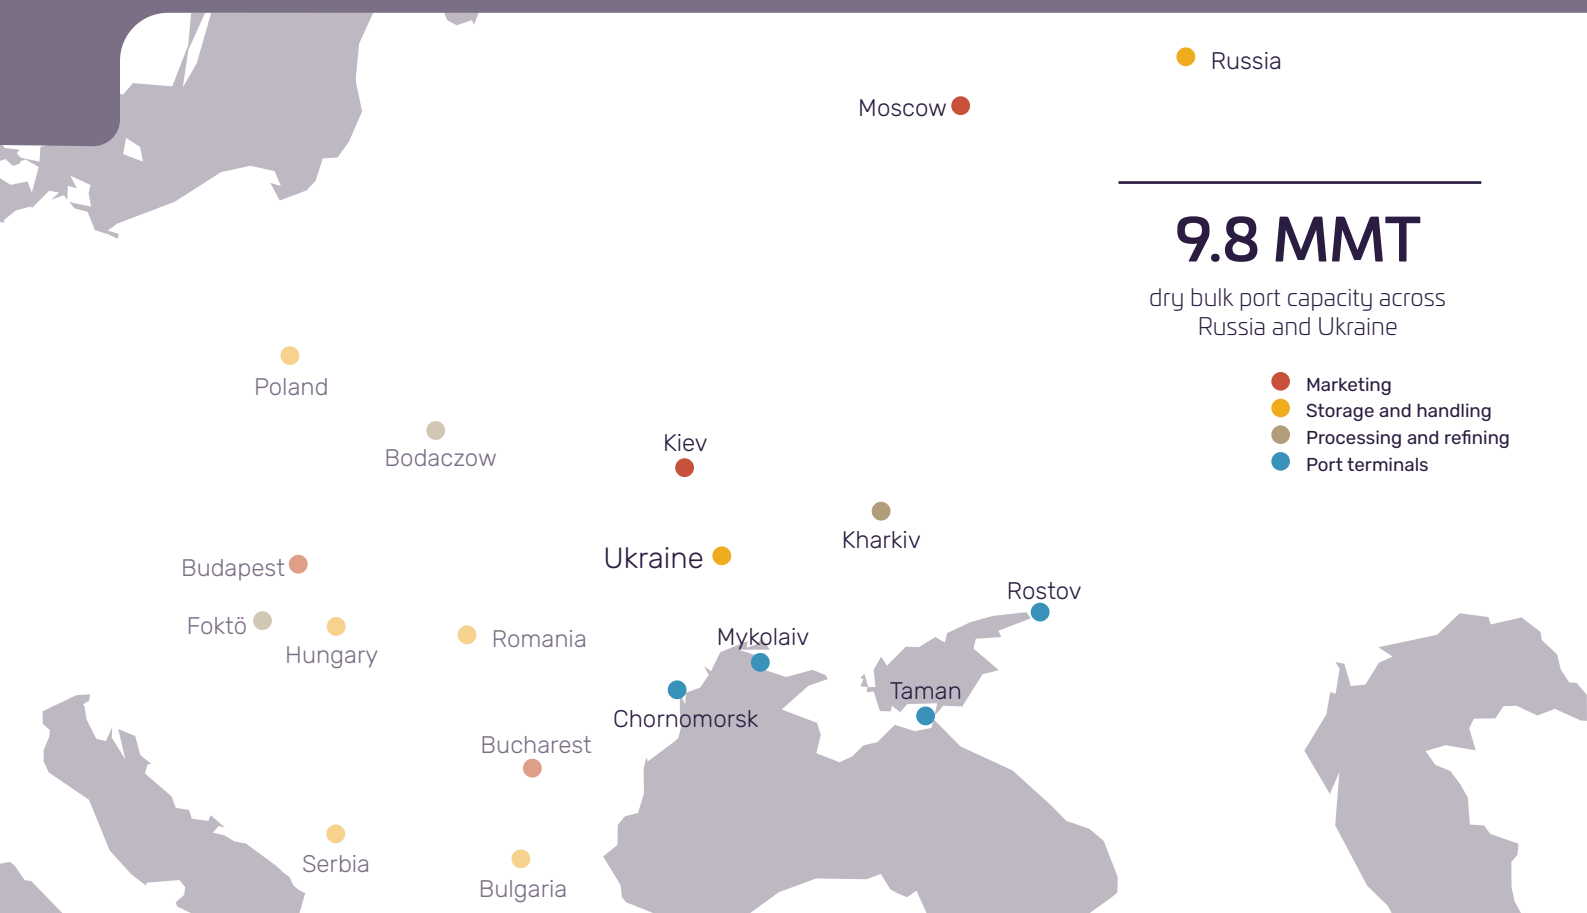 Russia
Moscow
9.8 MMT
dry bulk port capacity across
Russia and Ukraine
Marketing
Storage and handling
Processing and refining
Port terminals
Poland
Bodaczow
Kiev
Kharkiv
Ukraine
Budapest
Rostov
Foktö
Hungary
Romania
Mykolaiv
Taman
Chornomorsk
Bucharest
Serbia
Bulgaria